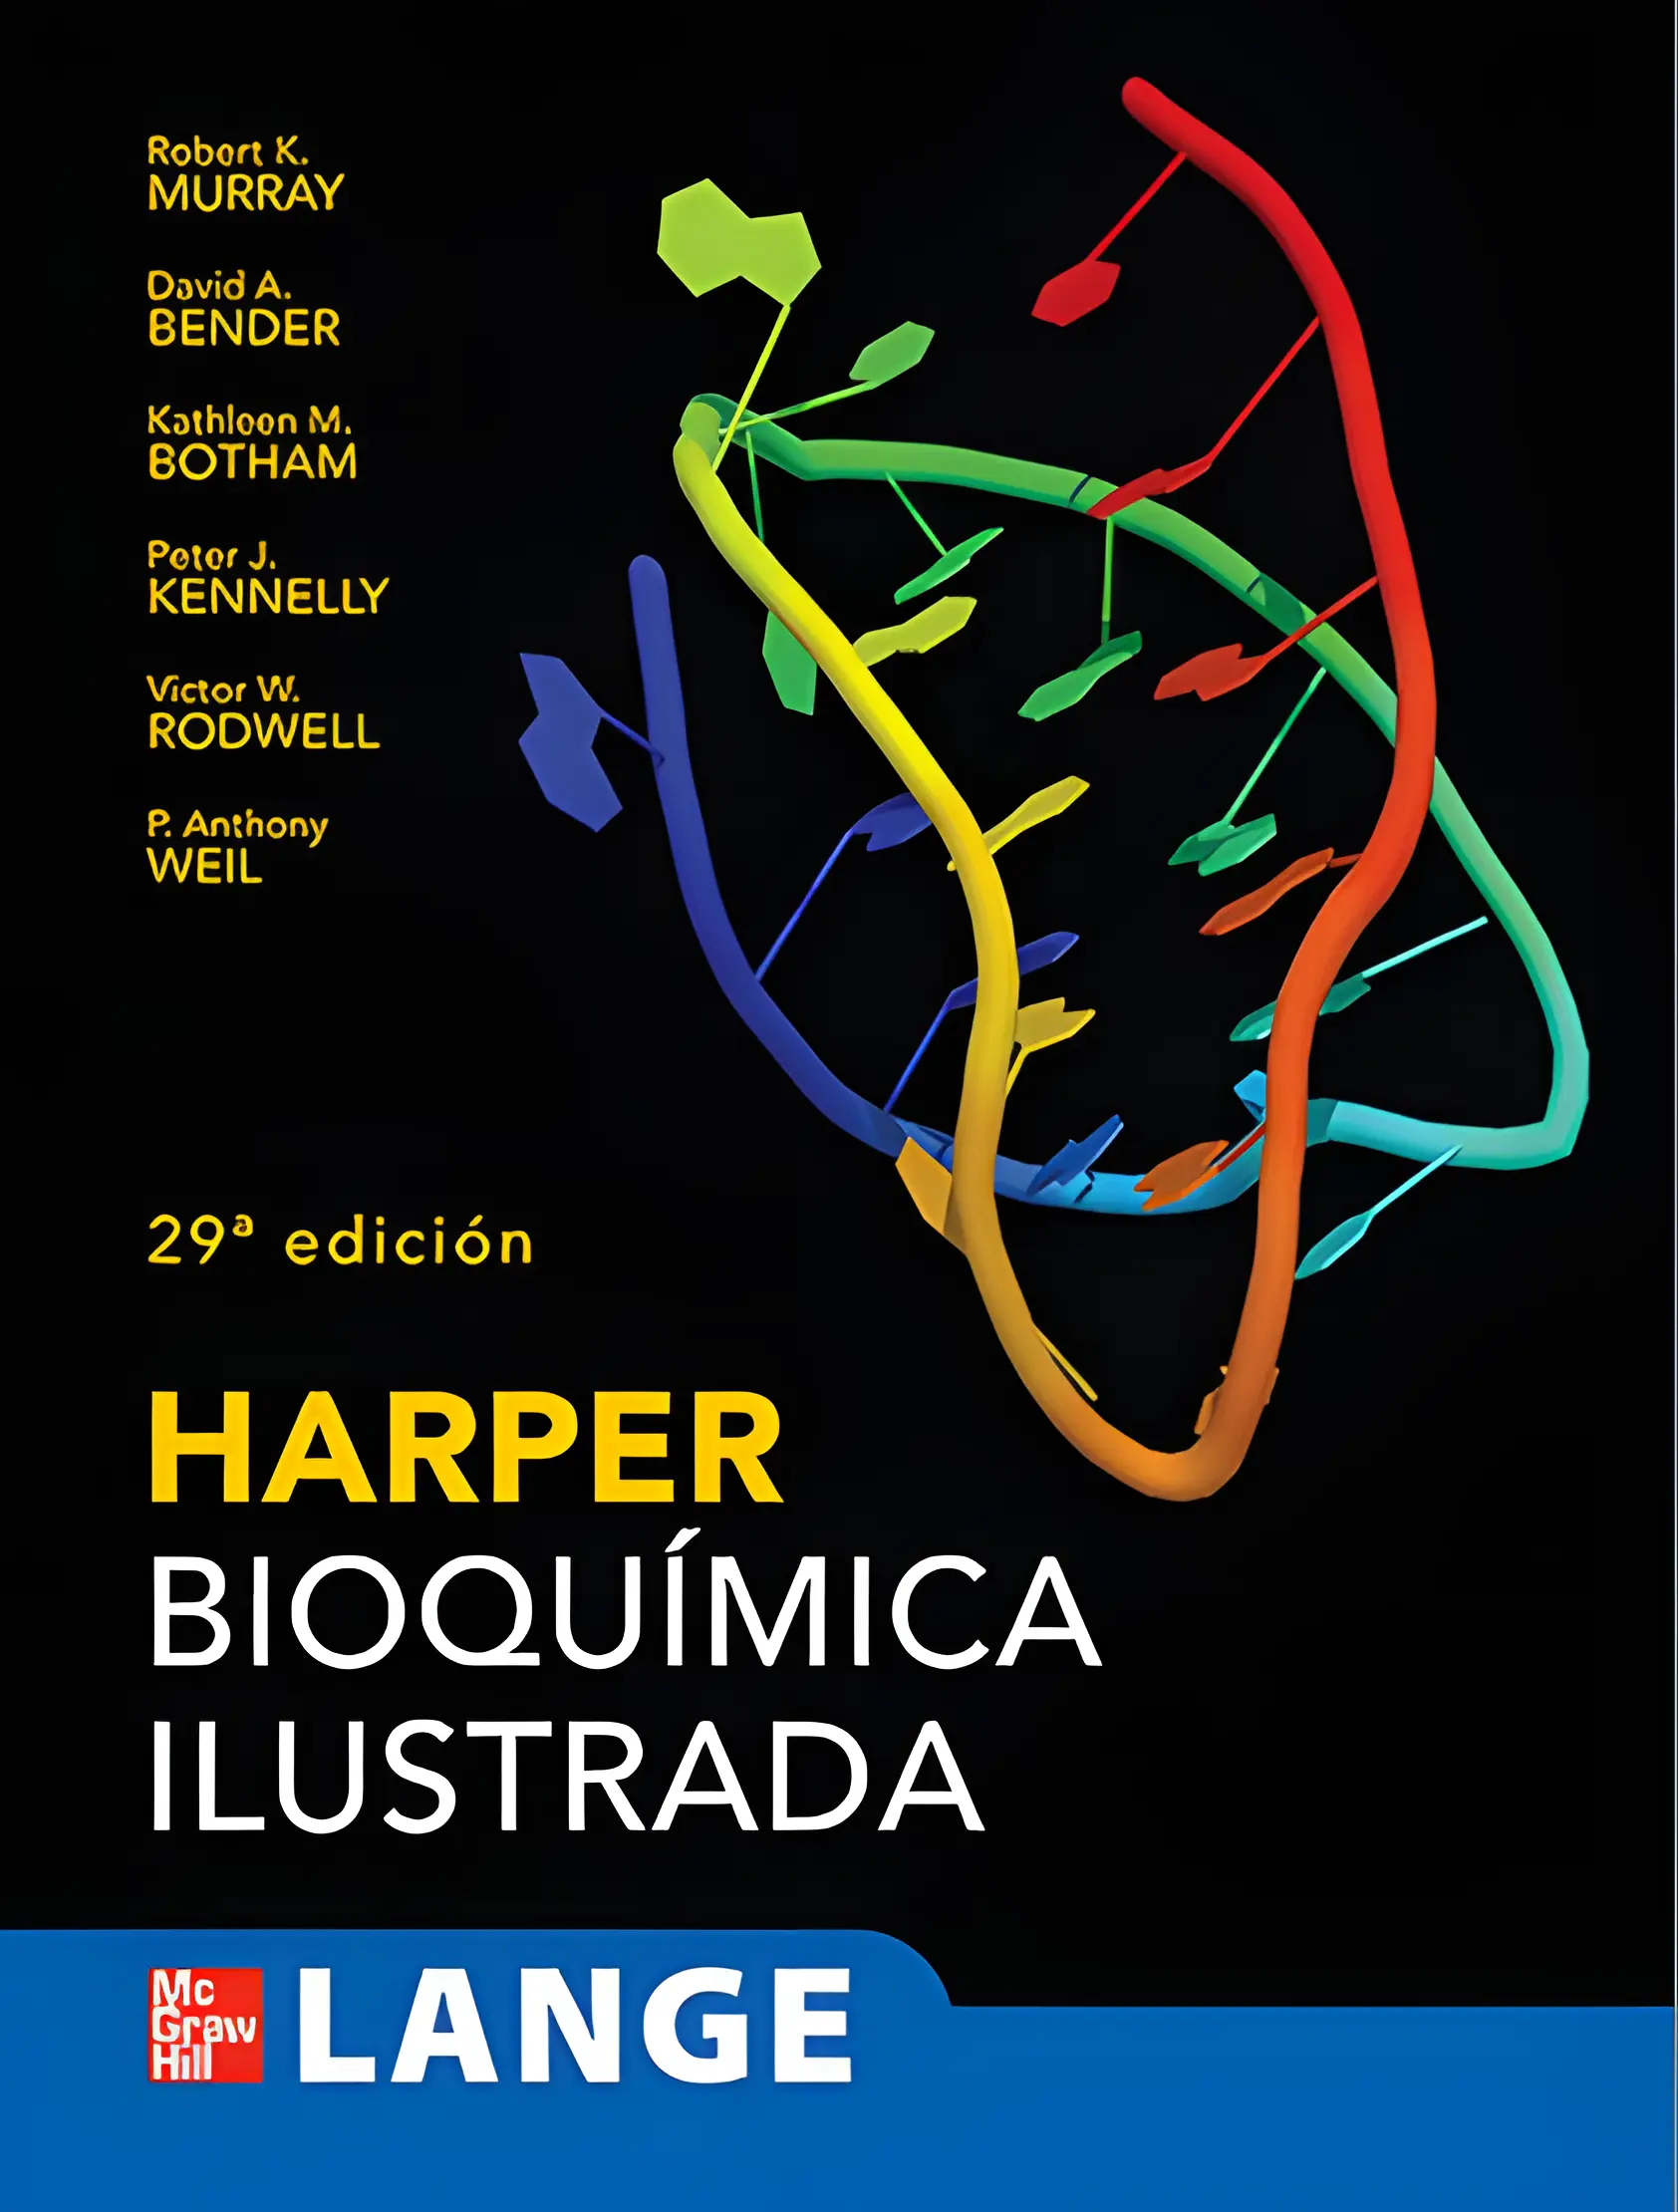 Robert K.
MURRAY
David A.
BENDER
Kathleen M.
BOTHAM
Peter J.
KENNELLY
Victor W.
RODWELL
P. Anthony
WEIL
29ª edición
HARPER
BIOQUÍMICA
ILUSTRADA
Mc
Graw
Hill
LANGE